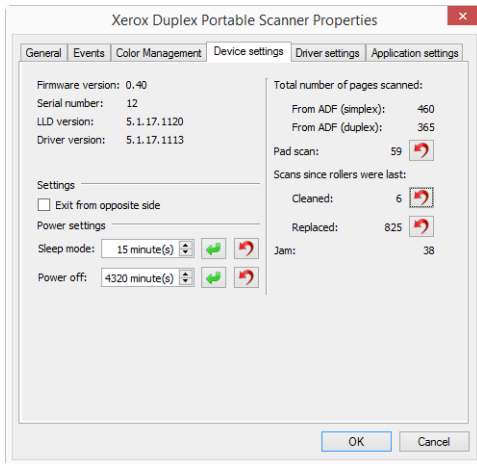 Xerox Duplex Portable Scanner Properties
General Events Color Management Device settings Driver settings Application settings
Firmware version: 0.40
Serial number: 12
LLD version: 5.1.17.1120
Driver version: 5.1.17.1113
Settings
Exit from opposite side
Power settings
Sleep mode: 15 minute(s)
Power off: 4320 minute(s)
Total number of pages scanned:
From ADF (simplex): 460
From ADF (duplex): 365
Pad scan: 59
Scans since rollers were last:
Cleaned: 6
Replaced: 825
Jam: 38
OK Cancel